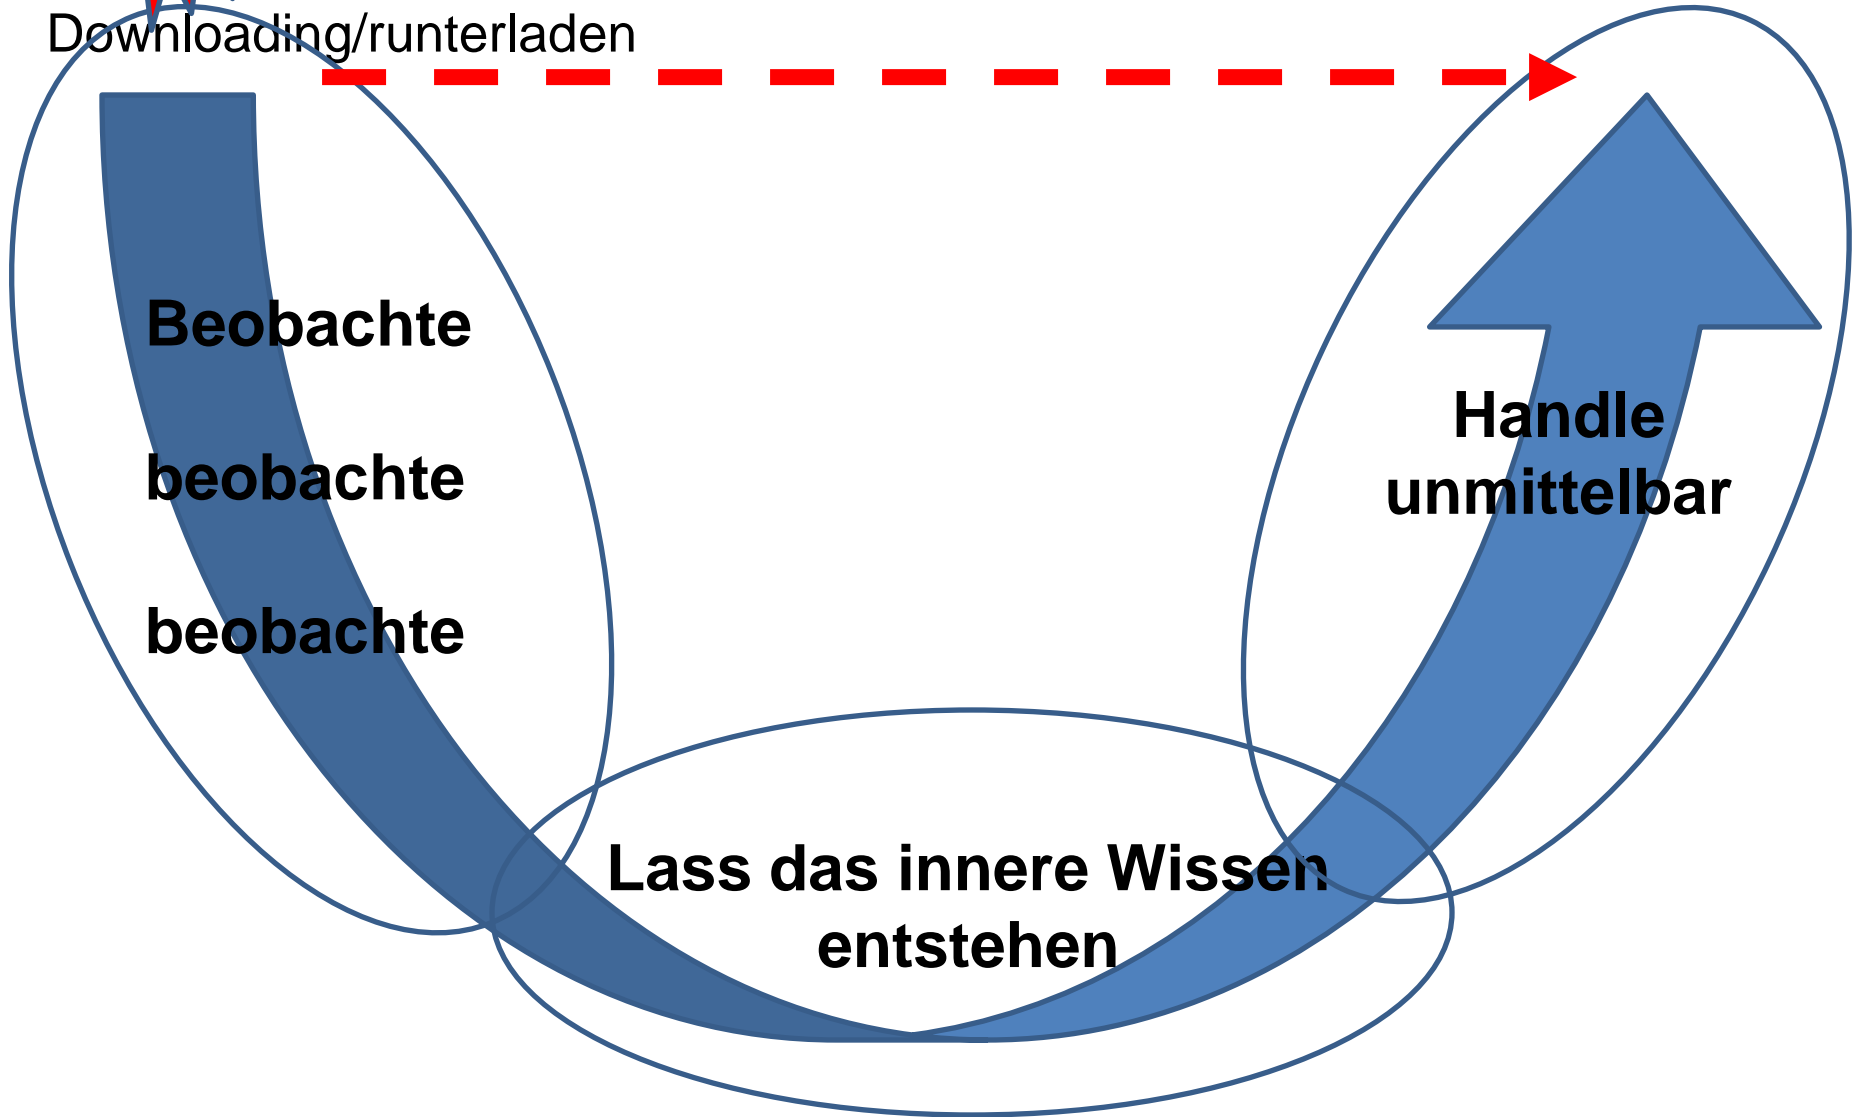 Downloading/runterladen
Beobachte
beobachte
beobachte
Handle
unmittelbar
Lass das innere Wissen
entstehen